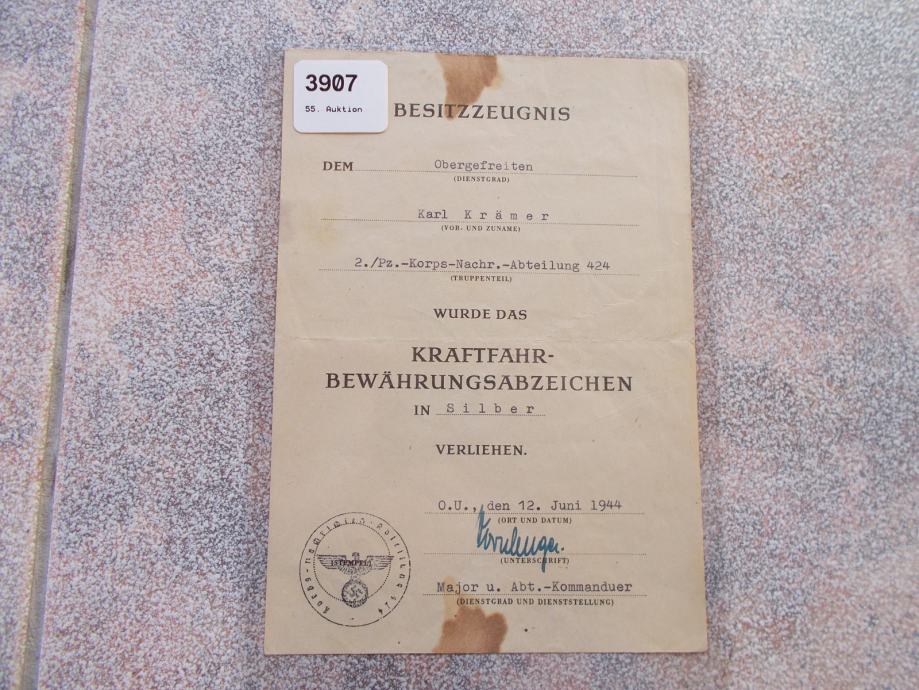 3907
55. Auktion
BESITZZEUGNIS
DEM Obergefreiten
(DIENSTGRAD)
Karl Krämer
(VOR- UND ZUNAME)
2./Pz.-Korps-Nachr.-Abteilung 424
(TRUPPENTEIL)
WURDE DAS
KRAFTFAHR-
BEWÄHRUNGSABZEICHEN
IN Silber
VERLIEHEN.
O.U., den 12. Juni 1944
(ORT UND DATUM)
(UNTERSCHRIFT)
(STEMPEL)
Major u. Abt.-Kommanduer
(DIENSTGRAD UND DIENSTSTELLUNG)